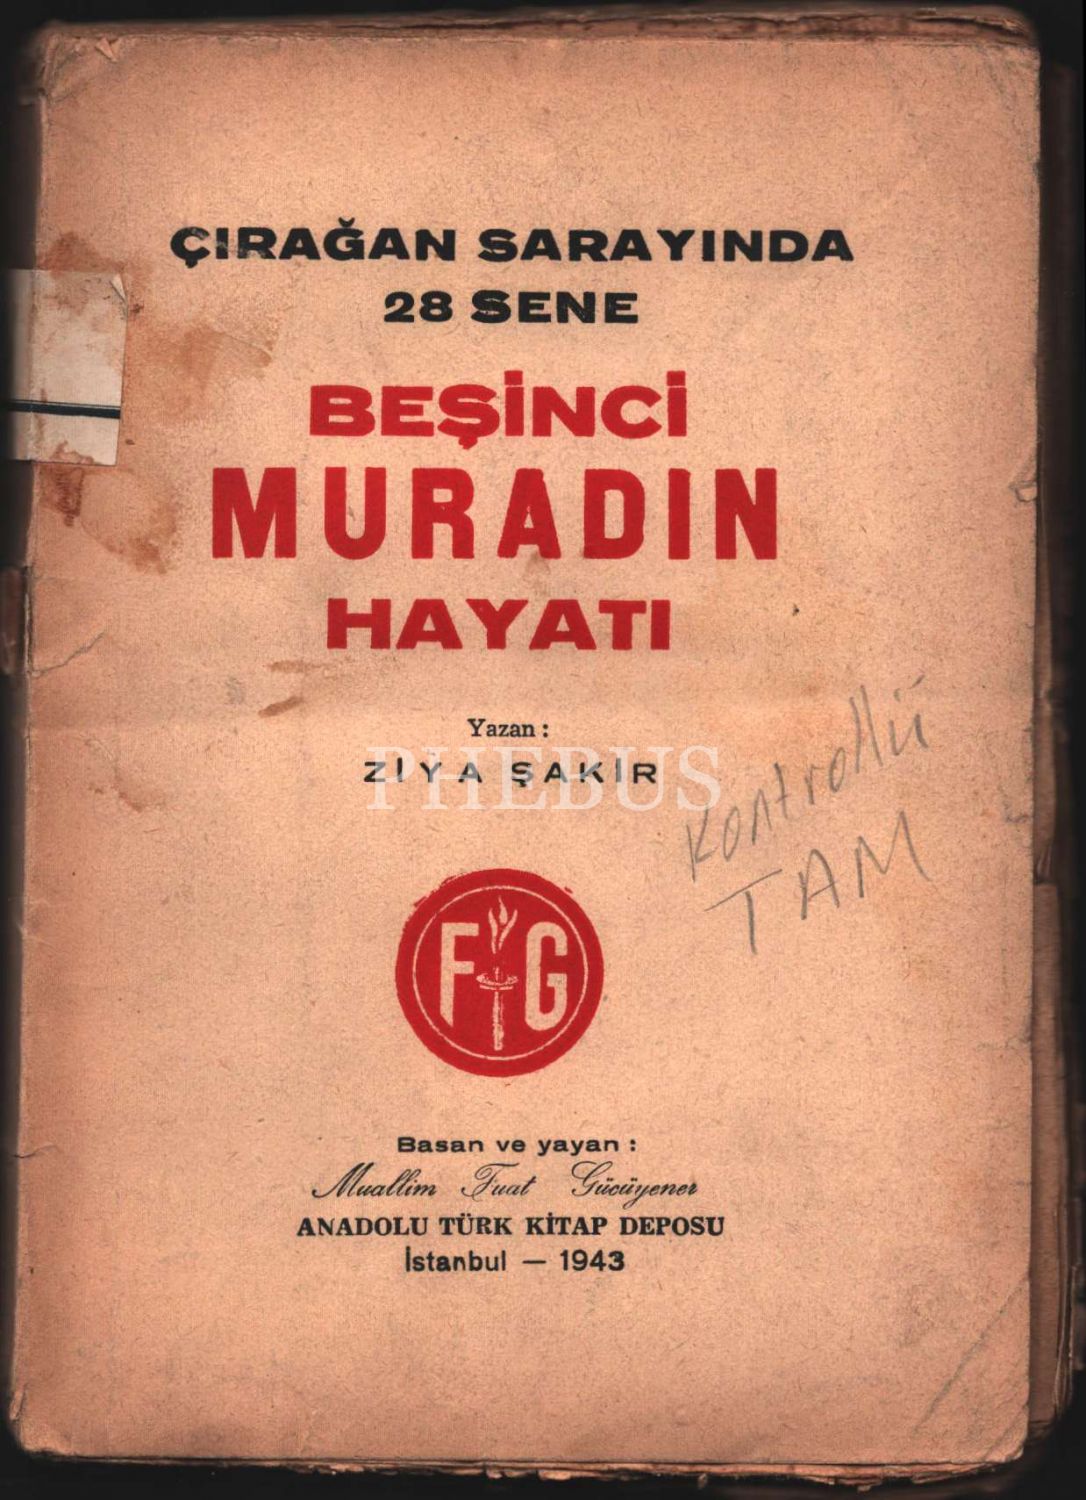 ÇIRAĞAN SARAYINDA
28 SENE
BEŞİNCİ
MURADIN
HAYATI
Yazan :
ZİYA ŞAKİR
PHEBUS
Kontrollü
TAM
FG
Basan ve yayan :
Muallim Fuat Gücüyener
ANADOLU TÜRK KİTAP DEPOSU
İstanbul — 1943